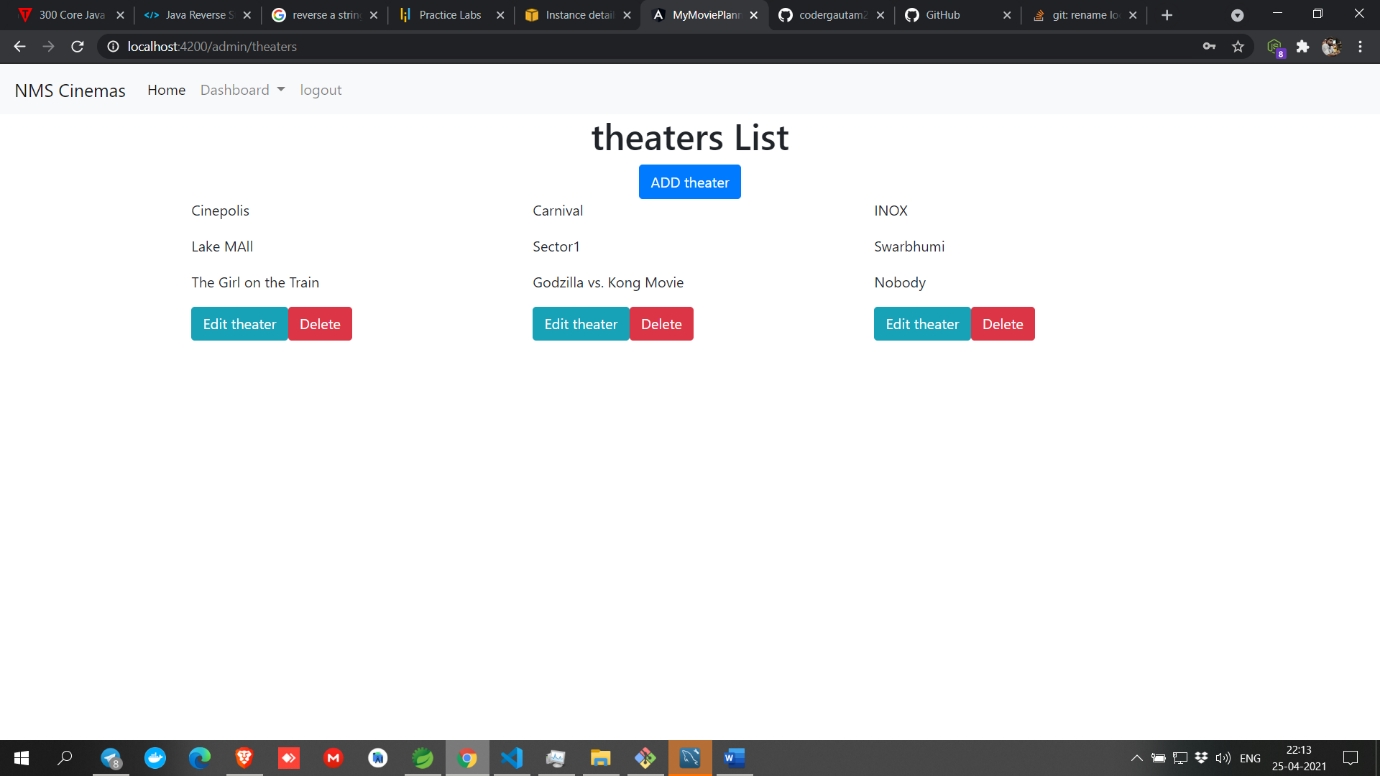 300 Core Java
Java Reverse S
reverse a string
Practice Labs
Instance detail
MyMoviePlann
codergautam2
GitHub
git: rename lo
localhost:4200/admin/theaters
8
NMS Cinemas Home Dashboard logout
theaters List
ADD theater
Cinepolis Carnival INOX
Lake MAll Sector1 Swarbhumi
The Girl on the Train Godzilla vs. Kong Movie Nobody
Edit theater Delete Edit theater Delete Edit theater Delete
8
ENG
22:13
25-04-2021